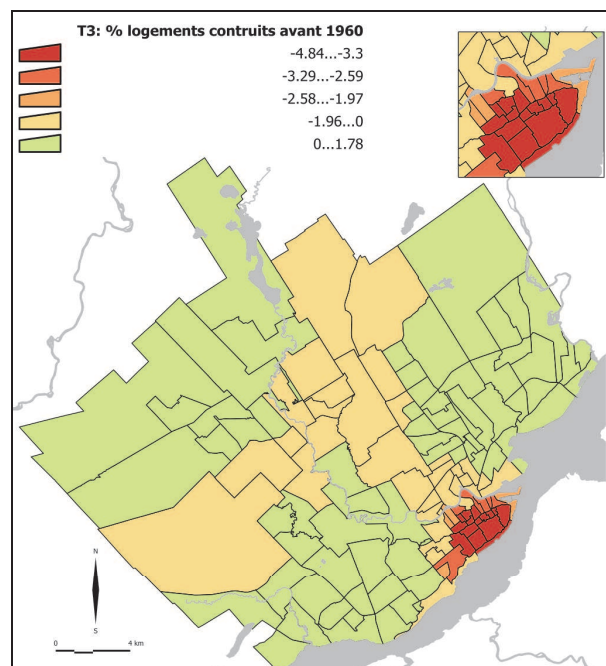 T3: % logements contruits avant 1960
-4.84...-3.3
-3.29...-2.59
-2.58...-1.97
-1.96...0
0...1.78
N
S
0 4 km